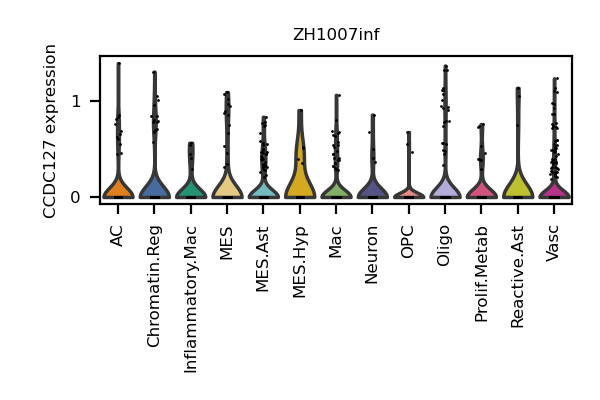 ZH1007inf
CCDC127 expression
1
0
AC
Chromatin.Reg
Inflammatory.Mac
MES
MES.Ast
MES.Hyp
Mac
Neuron
OPC
Oligo
Prolif.Metab
Reactive.Ast
Vasc